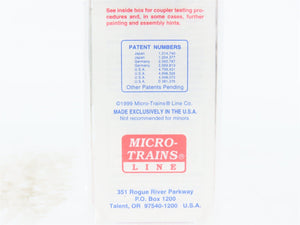 See inside box for coupler testing pro-
cedures and, in some cases, further
painting and assembly hints.
PATENT NUMBERS
Japan
Japan
Germany
Germany
U.S.A.
U.S.A.
U.S.A.
U.S.A.
Other Patents Pending
©1999 Micro-Trains® Line Co.
MADE EXCLUSIVELY IN THE U.S.A.
Not recommended for minors
MICRO-
TRAINS®
LINE
351 Rogue River Parkway
P.O. Box 1200
Talent, OR 97540-1200 U.S.A.